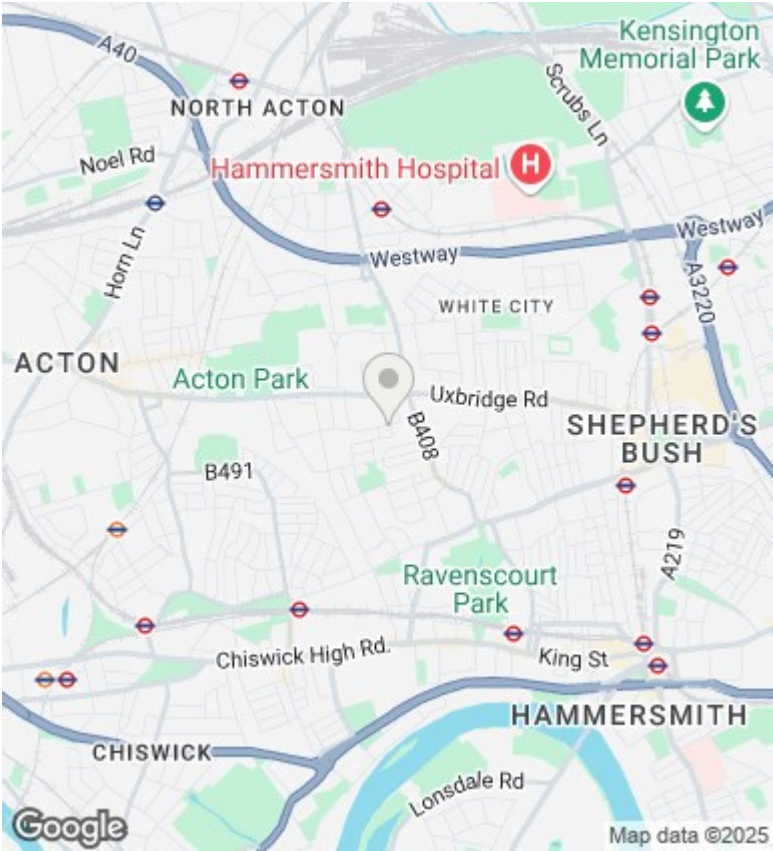 Kensington
Memorial Park
A40
NORTH ACTON
Scrubs Ln
Noel Rd
Hammersmith Hospital
H
Horn Ln
Westway
Westway
A3220
WHITE CITY
ACTON
Acton Park
Uxbridge Rd
B408
SHEPHERD'S
BUSH
B491
A219
Ravenscourt
Park
Chiswick High Rd.
King St
HAMMERSMITH
CHISWICK
Lonsdale Rd
Google
Map data ©2025